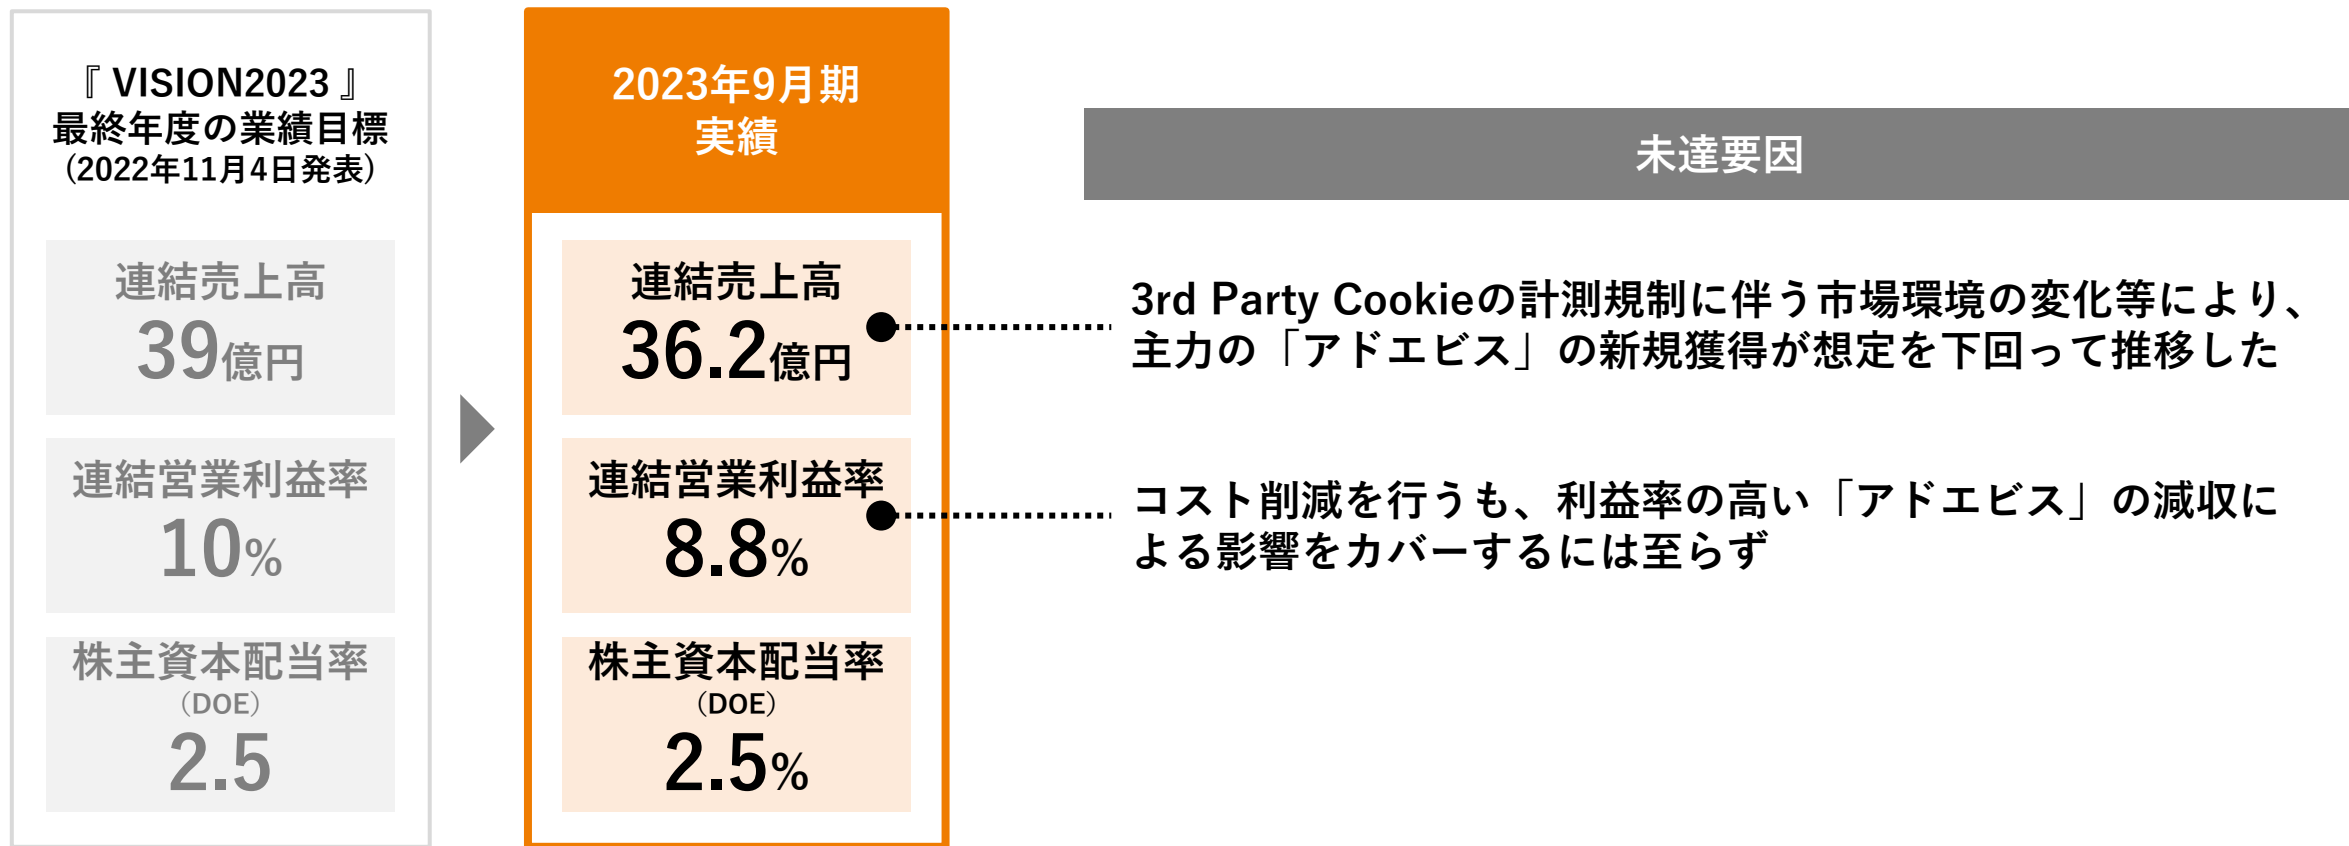 『 VISION2023 』
最終年度の業績目標
（2022年11月4日発表）
連結売上高
39億円
連結営業利益率
10%
株主資本配当率
（DOE）
2.5
2023年9月期
実績
連結売上高
36.2億円
連結営業利益率
8.8%
株主資本配当率
（DOE）
2.5%
未達要因
3rd Party Cookieの計測規制に伴う市場環境の変化等により、
主力の「アドエビス」の新規獲得が想定を下回って推移した
コスト削減を行うも、利益率の高い「アドエビス」の減収に
よる影響をカバーするには至らず